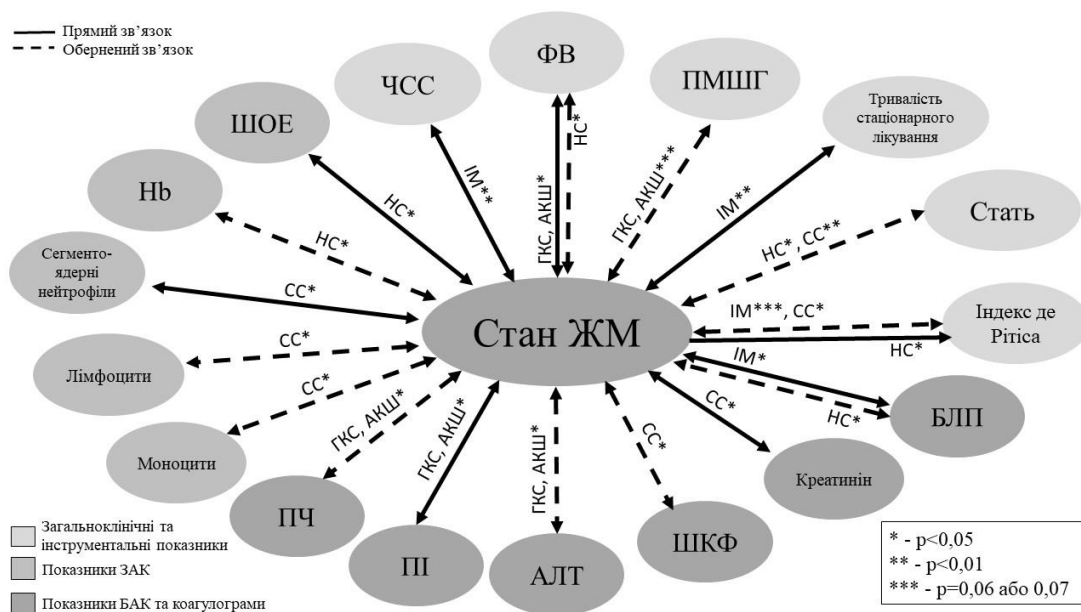 Прямий зв’язок
Обернений зв’язок
ФВ
ЧСС
ПМШГ
Тривалість
стаціонарного
лікування
ШОЕ
Hb
Стать
Сегменто-
ядерні
нейтрофіли
Індекс де
Рітіса
Лімфоцити
БЛП
Моноцити
Креатинін
ПЧ
ШКФ
ПІ
АЛТ
Стан ЖМ
НС*
ІМ**
ГКС, АКШ*
НС*
ГКС, АКШ***
ІМ**
НС*
НС*, СС**
СС*
ІМ***, СС*
НС*
СС*
ІМ*
НС*
СС*
СС*
ГКС, АКШ*
ГКС, АКШ*
ГКС, АКШ*
СС*
Загальноклінічні та
інструментальні показники
Показники ЗАК
Показники БАК та коагулограми
* - p<0,05
** - p<0,01
*** - p=0,06 або 0,07